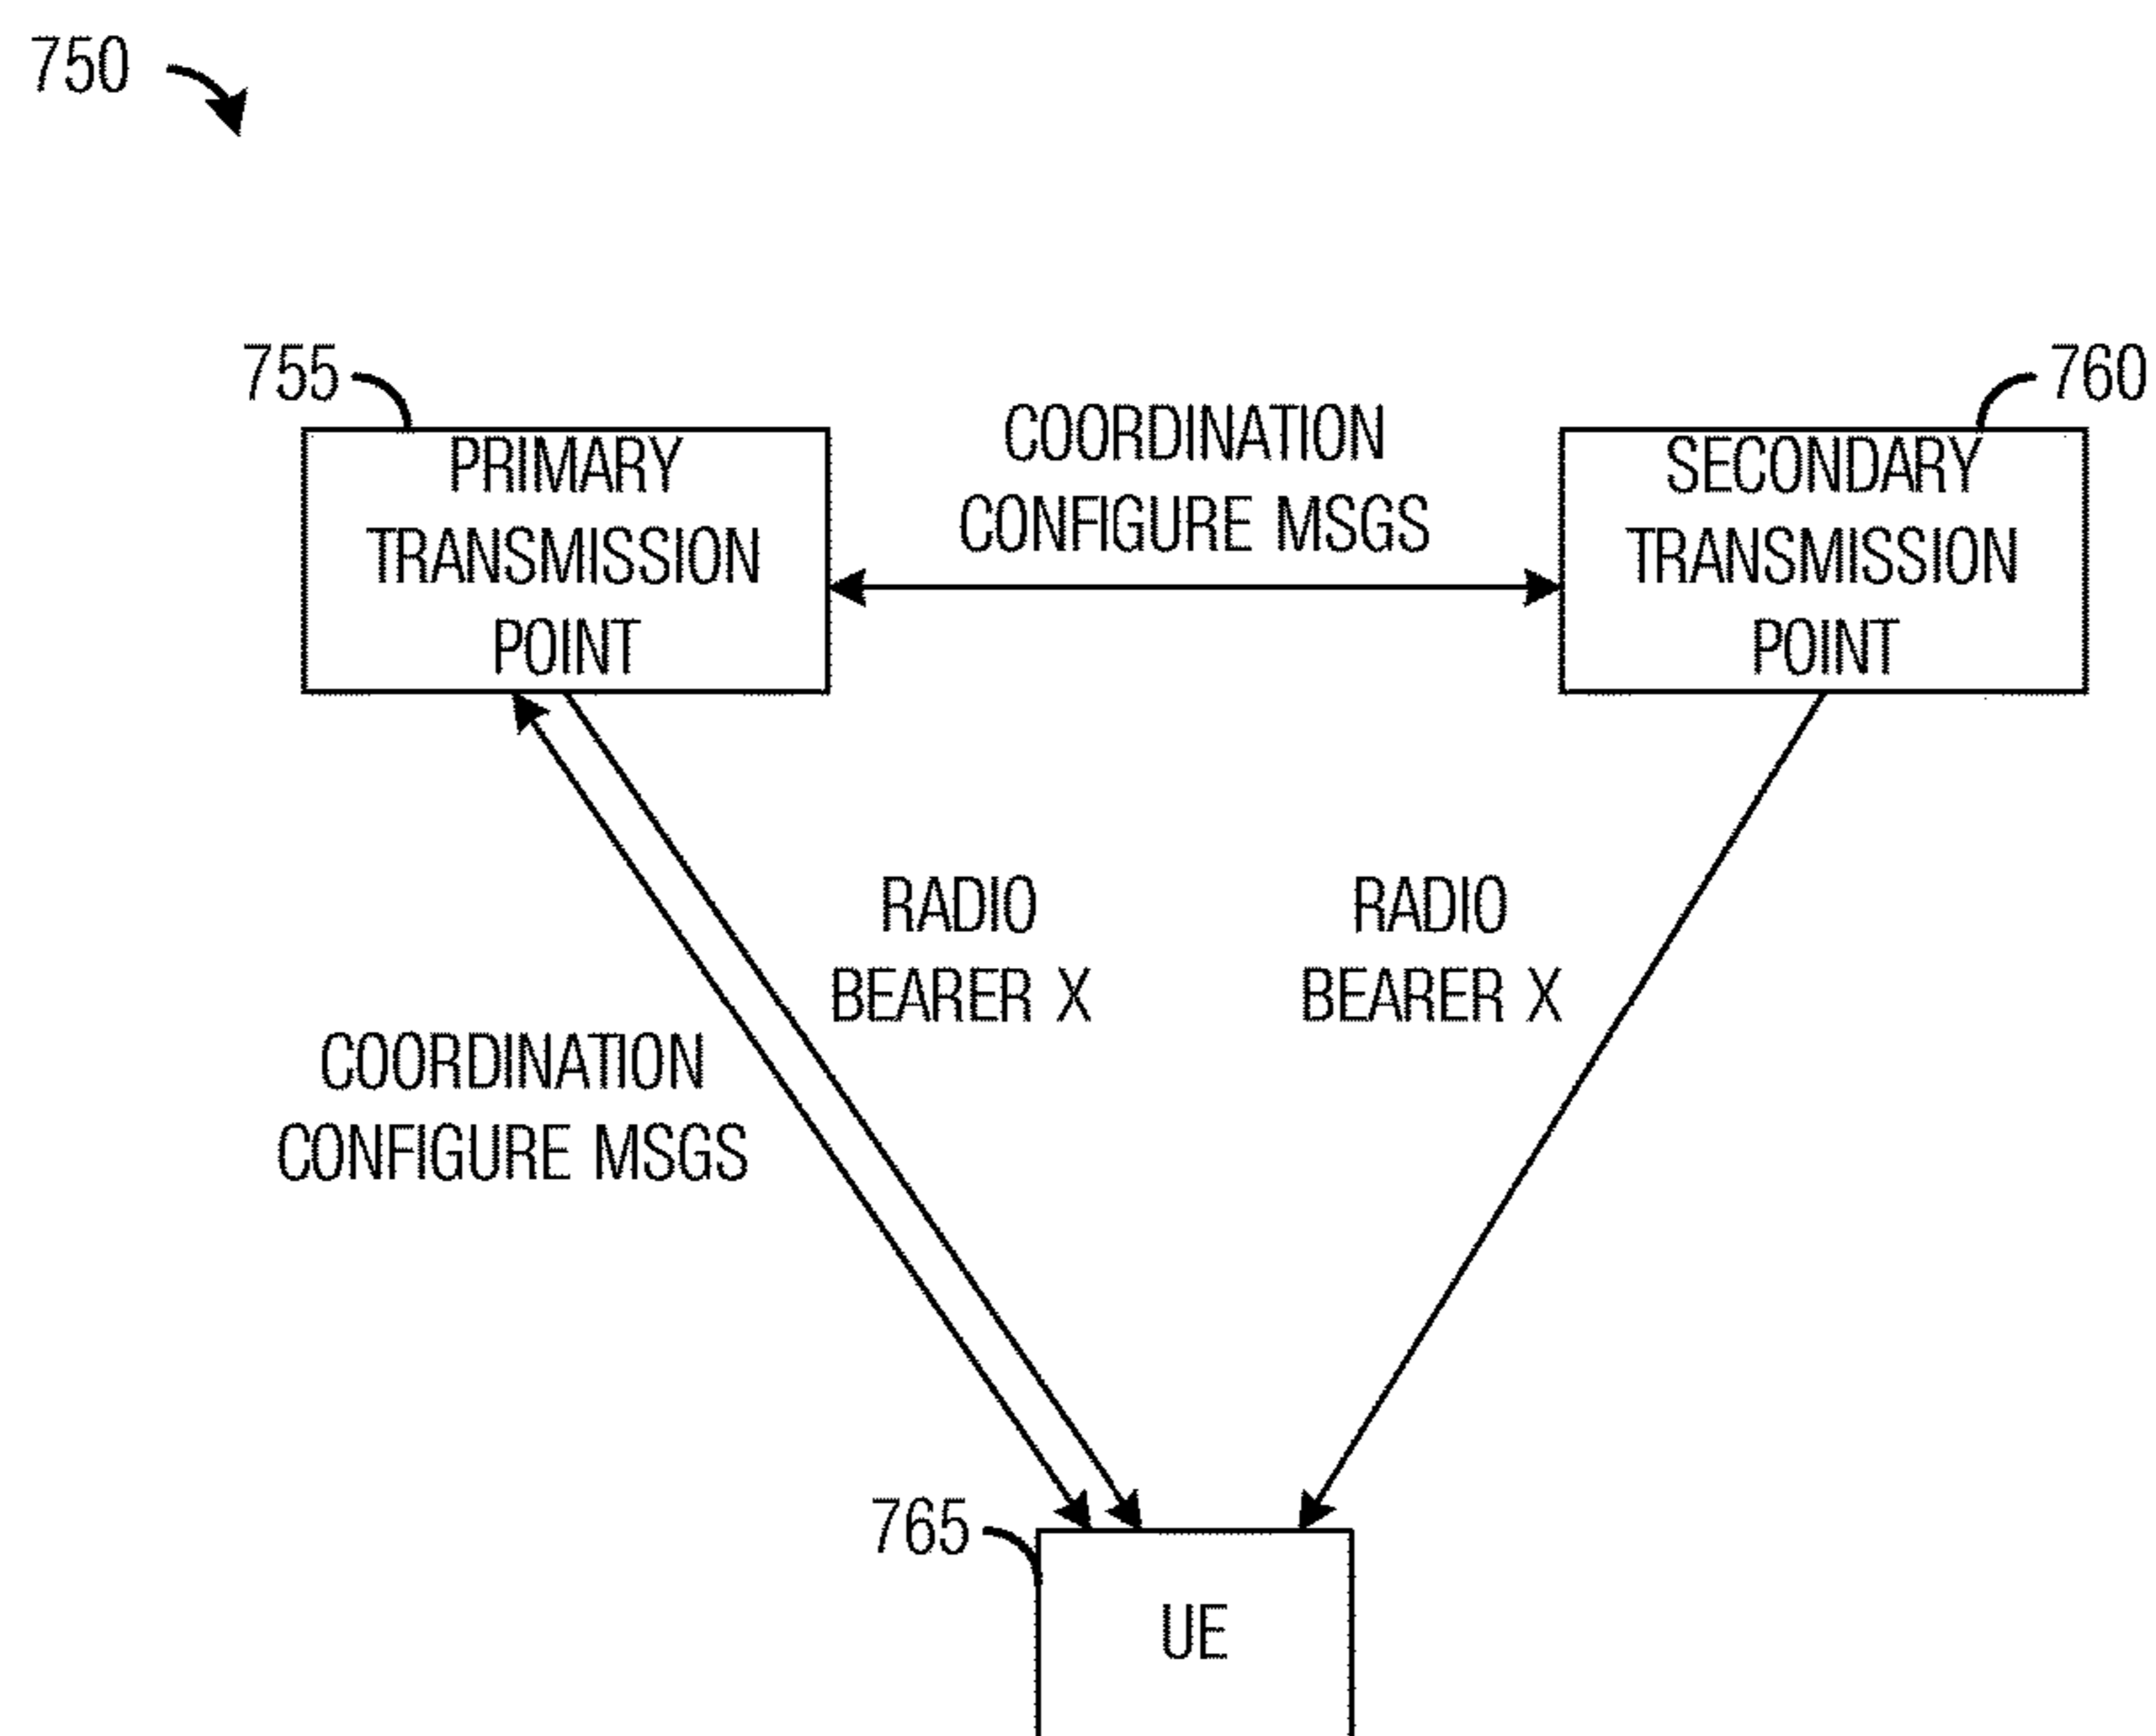 750
755
760
PRIMARY
TRANSMISSION
POINT
COORDINATION
CONFIGURE MSGS
SECONDARY
TRANSMISSION
POINT
RADIO
BEARER X
RADIO
BEARER X
COORDINATION
CONFIGURE MSGS
765
UE